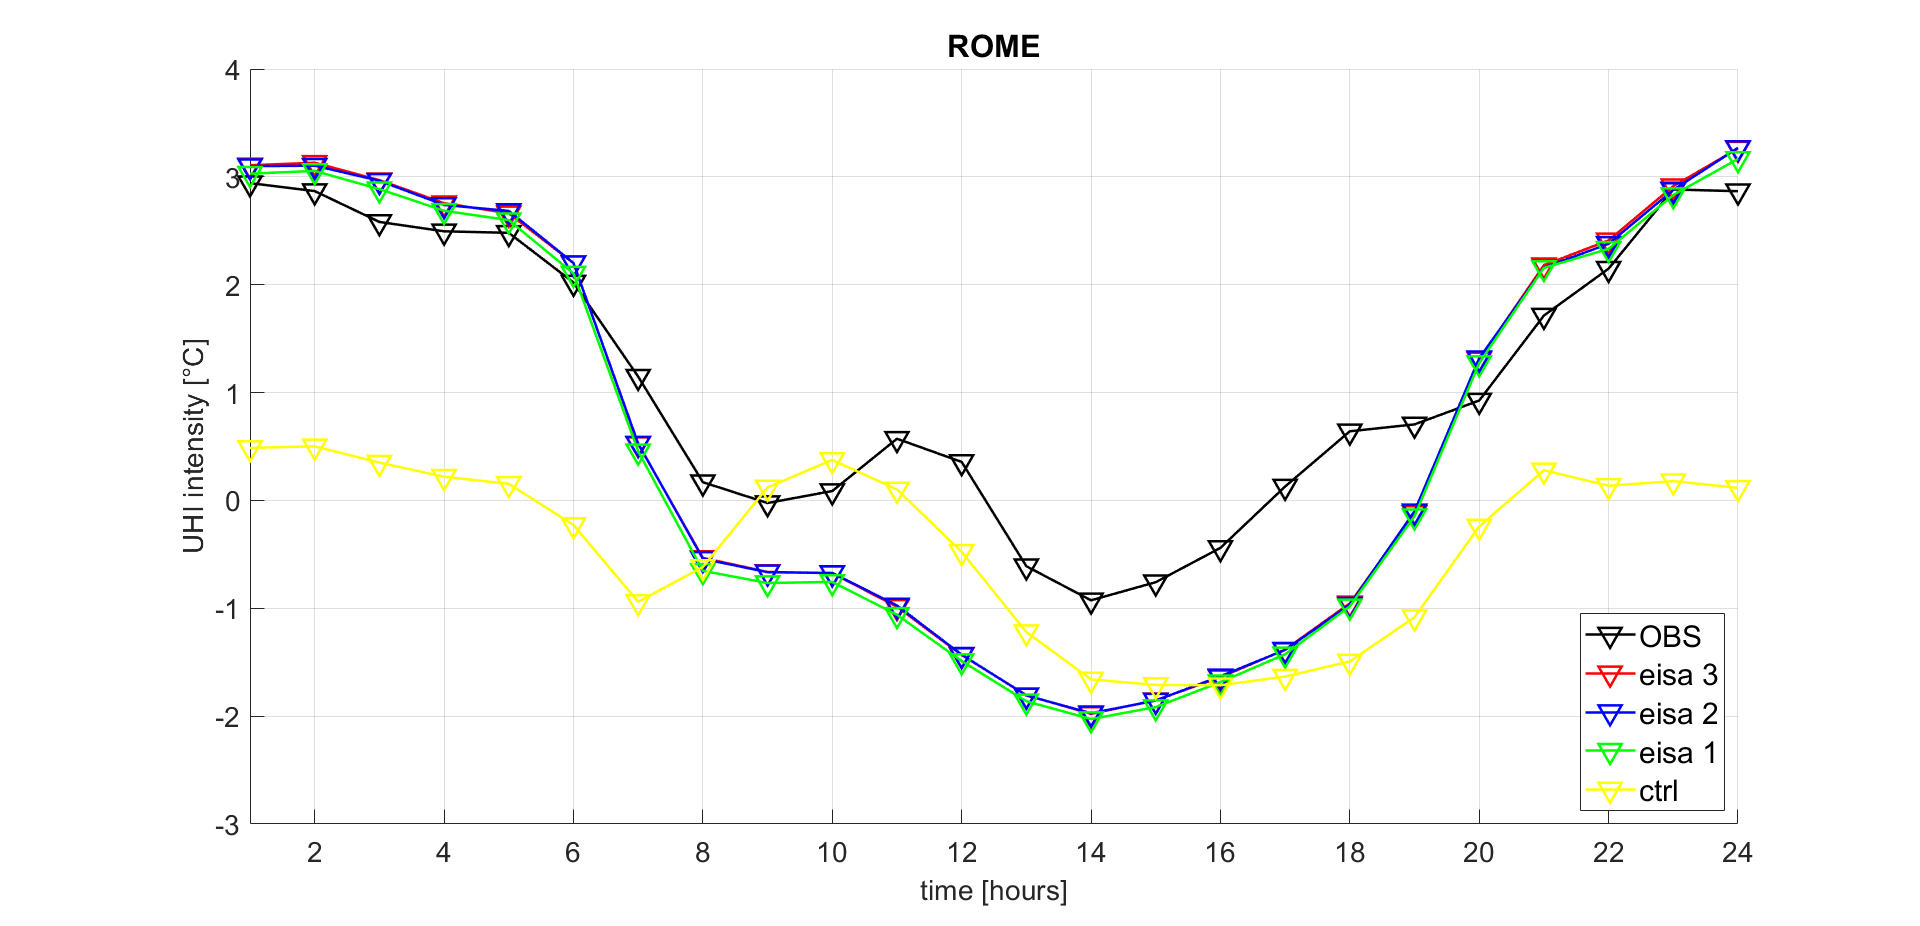 ROME
4
3
2
1
0
-1
-2
-3
UHI intensity [°C]
2 4 6 8 10 12 14 16 18 20 22 24
time [hours]
OBS
eisa 3
eisa 2
eisa 1
ctrl